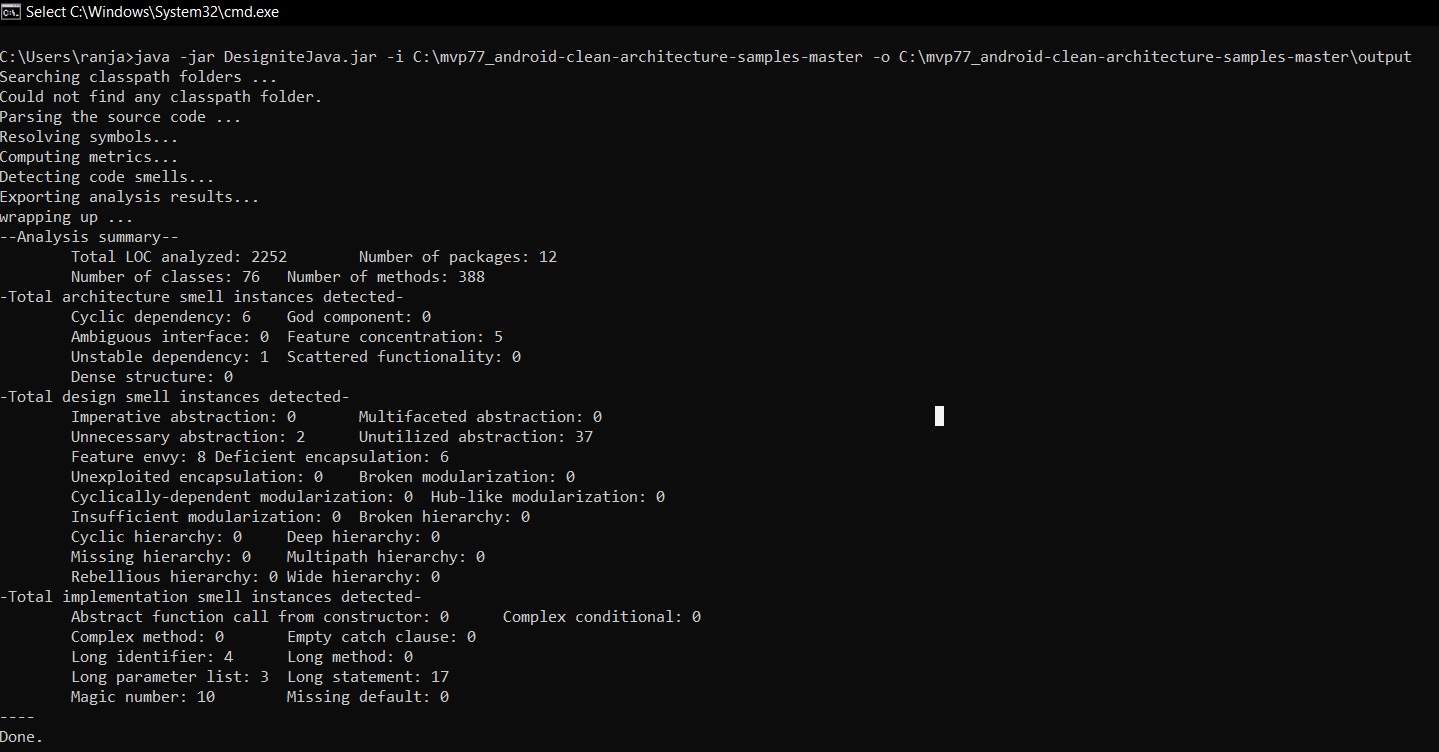 Select C:\Windows\System32\cmd.exe
C:\Users\ranja>java -jar DesigniteJava.jar -i C:\mvp77_android-clean-architecture-samples-master -o C:\mvp77_android-clean-architecture-samples-master\output
Searching classpath folders ...
Could not find any classpath folder.
Parsing the source code ...
Resolving symbols...
Computing metrics...
Detecting code smells...
Exporting analysis results...
wrapping up ...
--Analysis summary--
        Total LOC analyzed: 2252        Number of packages: 12
        Number of classes: 76   Number of methods: 388
-Total architecture smell instances detected-
        Cyclic dependency: 6    God component: 0
        Ambiguous interface: 0  Feature concentration: 5
        Unstable dependency: 1  Scattered functionality: 0
        Dense structure: 0
-Total design smell instances detected-
        Imperative abstraction: 0       Multifaceted abstraction: 0
        Unnecessary abstraction: 2      Unutilized abstraction: 37
        Feature envy: 8 Deficient encapsulation: 6
        Unexploited encapsulation: 0    Broken modularization: 0
        Cyclically-dependent modularization: 0  Hub-like modularization: 0
        Insufficient modularization: 0  Broken hierarchy: 0
        Cyclic hierarchy: 0     Deep hierarchy: 0
        Missing hierarchy: 0    Multipath hierarchy: 0
        Rebellious hierarchy: 0 Wide hierarchy: 0
-Total implementation smell instances detected-
        Abstract function call from constructor: 0      Complex conditional: 0
        Complex method: 0       Empty catch clause: 0
        Long identifier: 4      Long method: 0
        Long parameter list: 3  Long statement: 17
        Magic number: 10        Missing default: 0
----
Done.